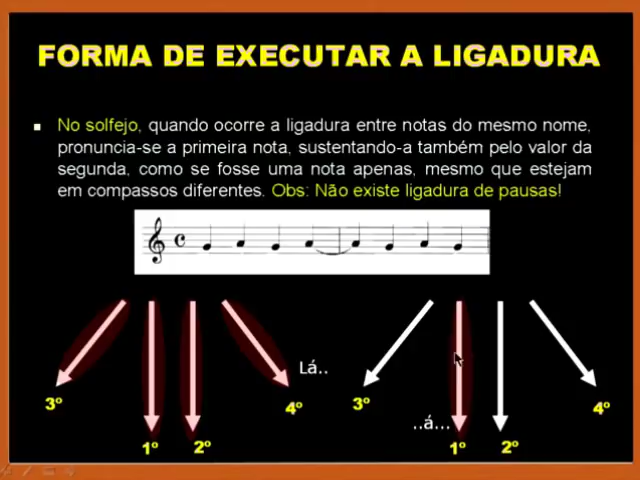 FORMA DE EXECUTAR A LIGADURA
No solfejo, quando ocorre a ligadura entre notas do mesmo nome,
pronuncia-se a primeira nota, sustentando-a também pelo valor da
segunda, como se fosse uma nota apenas, mesmo que estejam
em compassos diferentes. Obs: Não existe ligadura de pausas!
Lá..
3º
4º
3º
4º
..á...
1º
2º
1º
2º